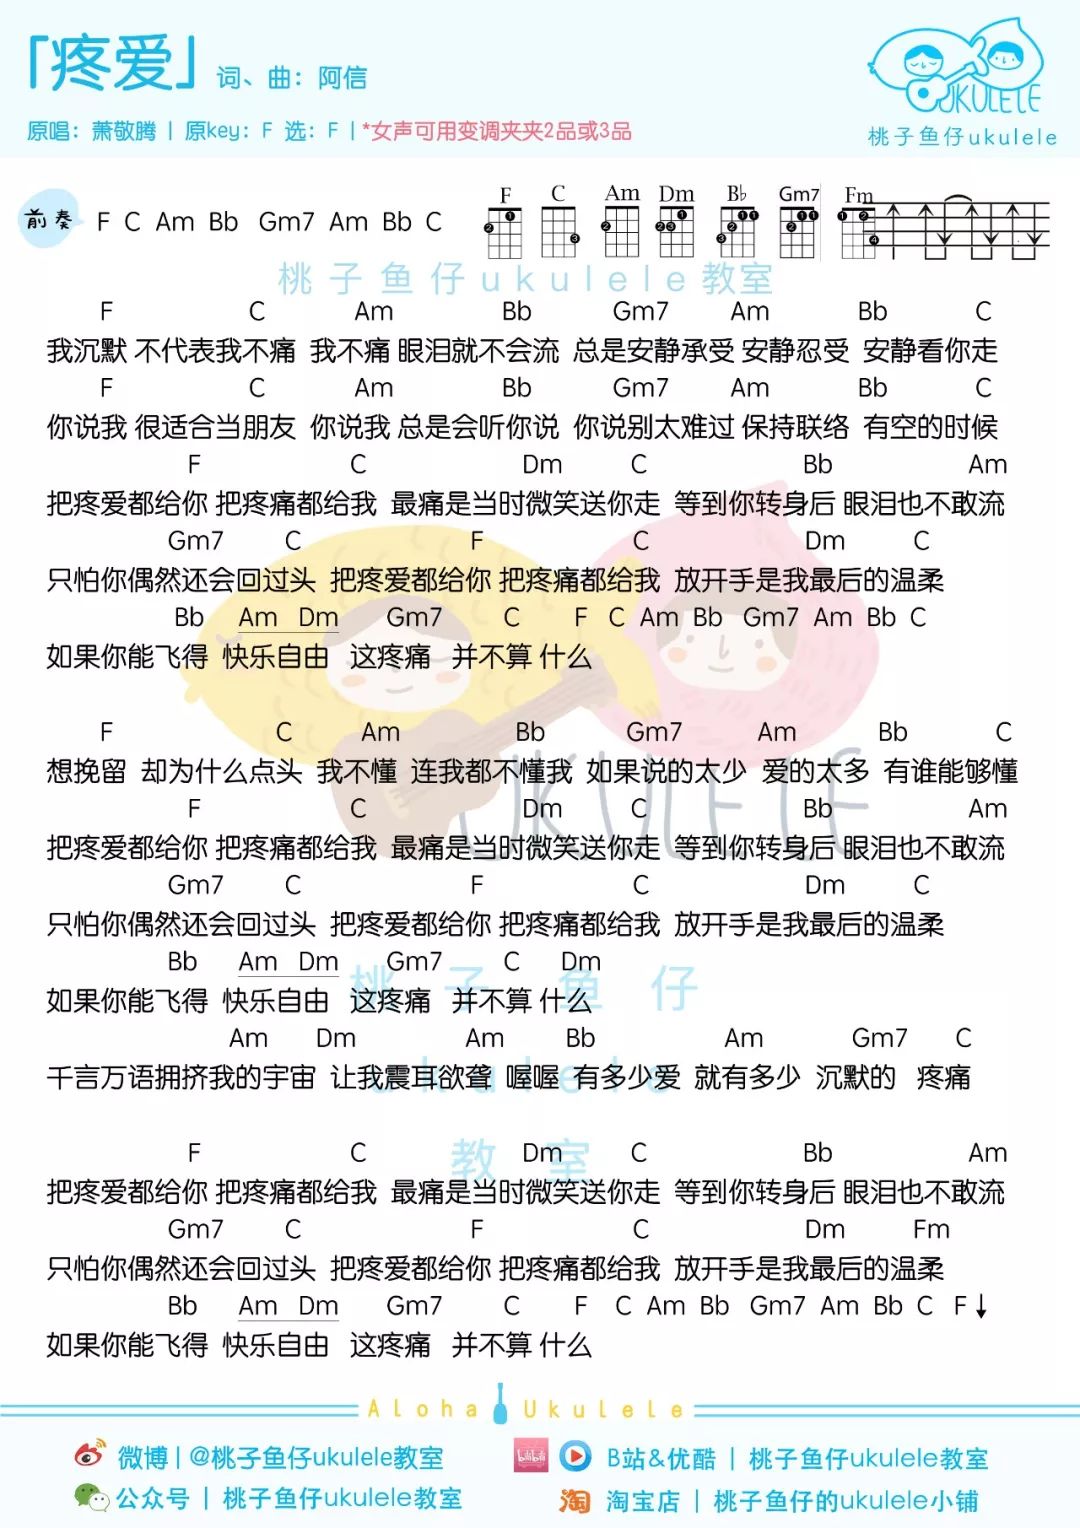 「疼爱」 词、曲：阿信
原唱：萧敬腾 | 原key：F 选：F |*女声可用变调夹夹2品或3品
UKULELE
桃子鱼仔ukulele
前奏 F C Am Bb Gm7 Am Bb C
F C Am Dm B♭ Gm7 Fm
桃子鱼仔ukulele教室
F C Am Bb Gm7 Am Bb C
我沉默 不代表我不痛 我不痛 眼泪就不会流 总是安静承受 安静忍受 安静看你走
F C Am Bb Gm7 Am Bb C
你说我 很适合当朋友 你说我 总是会听你说 你说别太难过 保持联络 有空的时候
F C Dm C Bb Am
把疼爱都给你 把疼痛都给我 最痛是当时微笑送你走 等到你转身后 眼泪也不敢流
Gm7 C F C Dm C
只怕你偶然还会回过头 把疼爱都给你 把疼痛都给我 放开手是我最后的温柔
Bb Am Dm Gm7 C F C Am Bb Gm7 Am Bb C
如果你能飞得 快乐自由 这疼痛 并不算 什么
F C Am Bb Gm7 Am Bb C
想挽留 却为什么点头 我不懂 连我都不懂我 如果说的太少 爱的太多 有谁能够懂
UKULELE
F C Dm C Bb Am
把疼爱都给你 把疼痛都给我 最痛是当时微笑送你走 等到你转身后 眼泪也不敢流
Gm7 C F C Dm C
只怕你偶然还会回过头 把疼爱都给你 把疼痛都给我 放开手是我最后的温柔
Bb Am Dm Gm7 C Dm
桃子鱼仔
如果你能飞得 快乐自由 这疼痛 并不算 什么
Am Dm Am Bb Am Gm7 C
千言万语拥挤我的宇宙 让我震耳欲聋 喔喔 有多少爱 就有多少 沉默的 疼痛
ukulele
教室
F C Dm C Bb Am
把疼爱都给你 把疼痛都给我 最痛是当时微笑送你走 等到你转身后 眼泪也不敢流
Gm7 C F C Dm Fm
只怕你偶然还会回过头 把疼爱都给你 把疼痛都给我 放开手是我最后的温柔
Bb Am Dm Gm7 C F C Am Bb Gm7 Am Bb C F↓
如果你能飞得 快乐自由 这疼痛 并不算 什么
Aloha Ukulele
微博 | @桃子鱼仔ukulele教室 B站&优酷 | 桃子鱼仔ukulele教室
公众号 | 桃子鱼仔ukulele教室 淘 淘宝店 | 桃子鱼仔的ukulele小铺